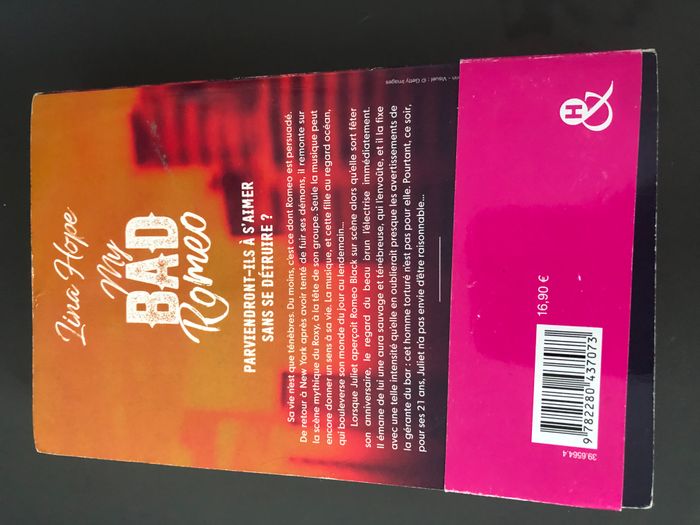 Lina Hope
My
BAD
Romeo
PARVIENDRONT-ILS À S'AIMER
SANS SE DÉTRUIRE ?
Sa vie n'est que ténèbres. Du moins, c'est ce dont Romeo est persuadé.
De retour à New York après avoir tenté de fuir ses démons, il remonte sur
la scène mythique du Roxy, à la tête de son groupe. Seule la musique peut
encore donner un sens à sa vie. La musique, et cette fille au regard océan,
qui bouleverse son monde du jour au lendemain...
Lorsque Juliet aperçoit Romeo Black sur scène alors qu'elle sort fêter
son anniversaire, le regard du beau brun l'électrise immédiatement.
Il émane de lui une aura sauvage et ténébreuse, qui l'envoûte, et il la fixe
avec une telle intensité qu'elle en oublierait presque les avertissements de
la gérante du bar : cet homme torturé n'est pas pour elle. Pourtant, ce soir,
pour ses 21 ans, Juliet n'a pas envie d'être raisonnable...
- Visuel : © Getty Images
H
&
16,90 €
9 782280 437073
39.6564.4